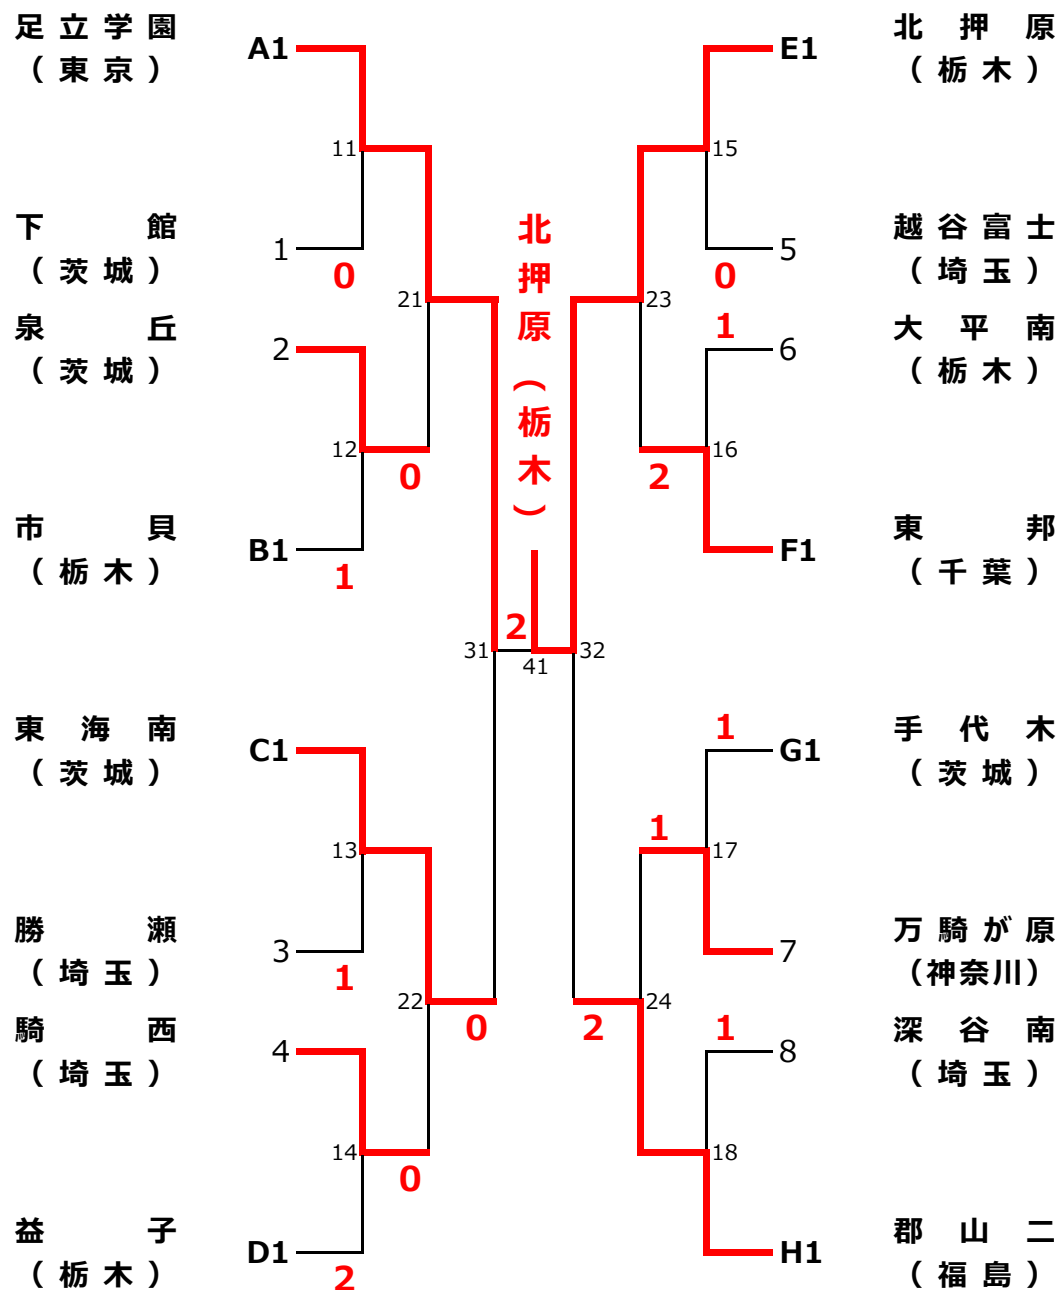 足立学園
（東京）
A1
11
下館
（茨城）
1
0
21
泉丘
（茨城）
2
12
0
市貝
（栃木）
B1
1
31
東海南
（茨城）
C1
13
勝瀬
（埼玉）
3
1
22
0
騎西
（埼玉）
4
14
0
益子
（栃木）
D1
2
北押原（栃木）
2
41
32
北押原
（栃木）
E1
15
越谷富士
（埼玉）
5
0
23
大平南
（栃木）
1
6
16
2
東邦
（千葉）
F1
手代木
（茨城）
1
G1
1
17
万騎が原
（神奈川）
7
24
2
深谷南
（埼玉）
1
8
18
郡山二
（福島）
H1